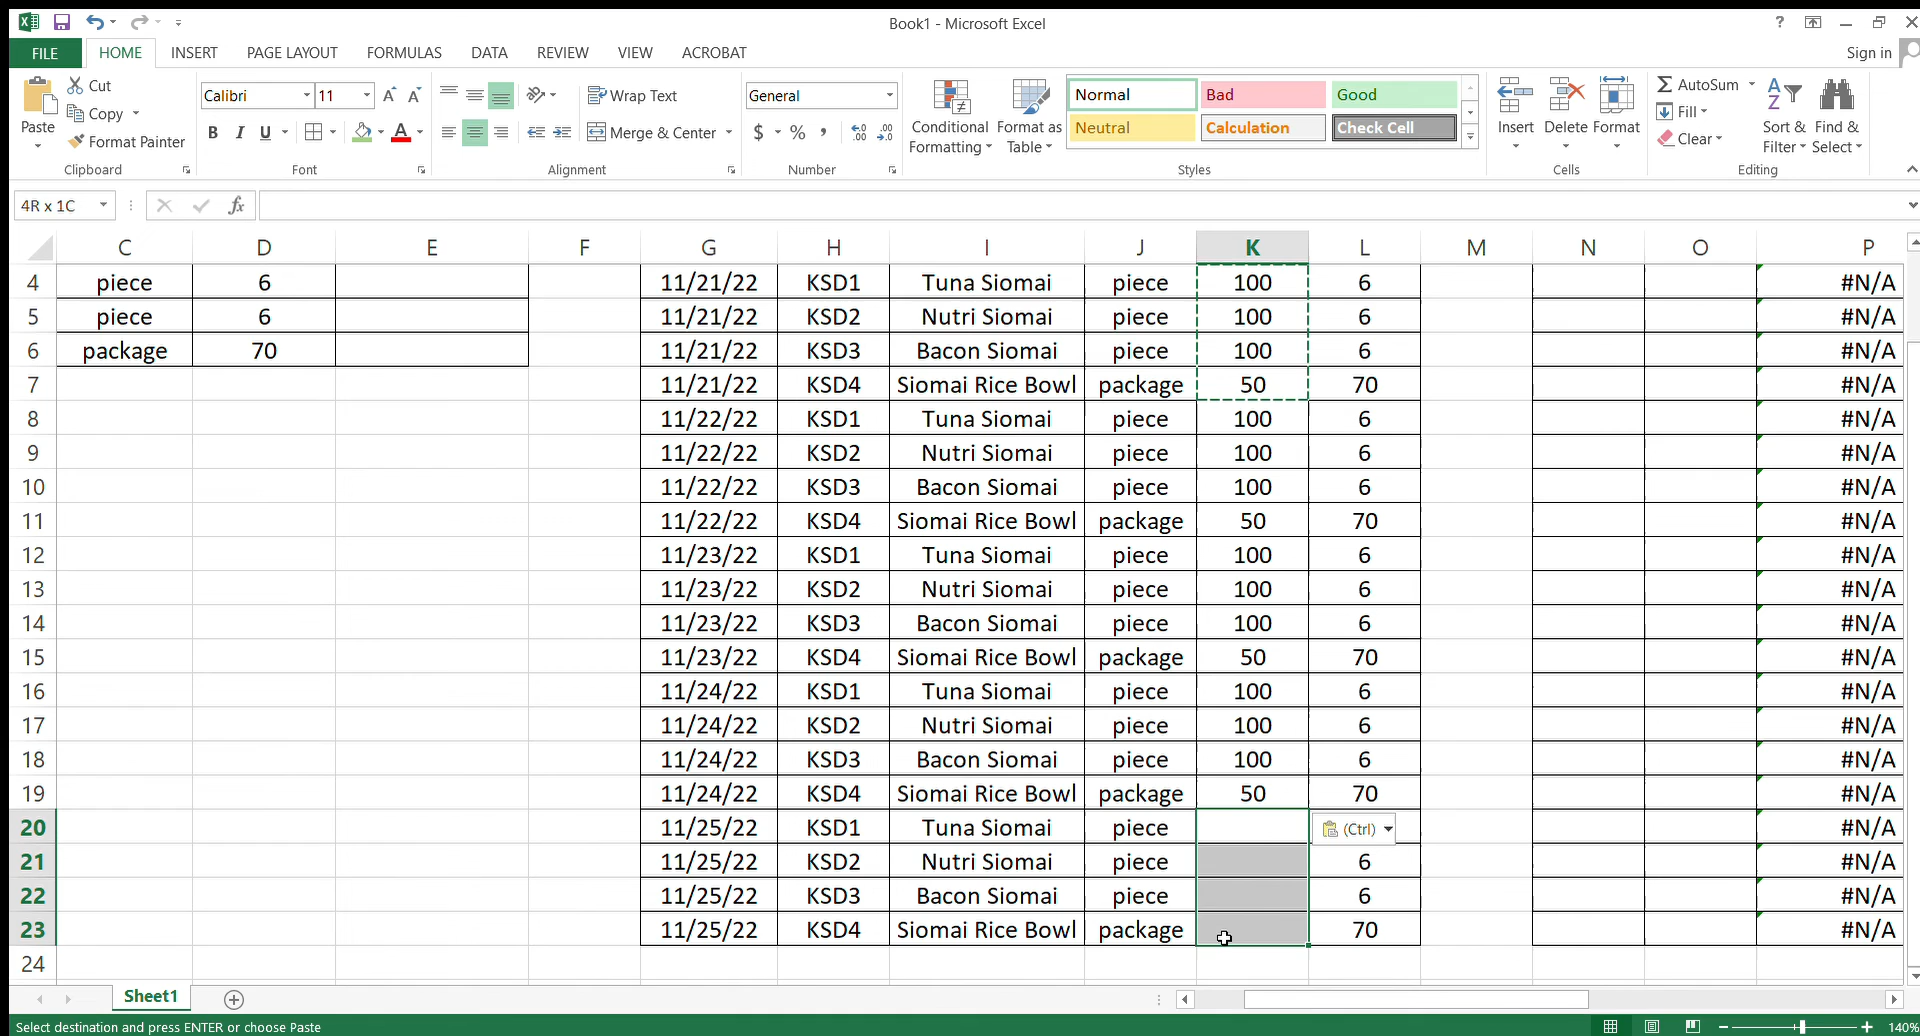 Book1 - Microsoft Excel
?
FILE HOME INSERT PAGE LAYOUT FORMULAS DATA REVIEW VIEW ACROBAT Sign in
Paste
Cut
Copy
Format Painter
Clipboard
Calibri 11
B I U A
Font
Wrap Text
Merge & Center
Alignment
General
$ % ,
Number
Conditional Formatting
Format as Table
Normal Bad Good
Neutral Calculation Check Cell
Styles
Insert Delete Format
Cells
AutoSum
Fill
Clear
Sort & Filter
Find & Select
Editing
4R x 1C fx
C D E F G H I J K L M N O P
4 piece 6 11/21/22 KSD1 Tuna Siomai piece 100 6 #N/A
5 piece 6 11/21/22 KSD2 Nutri Siomai piece 100 6 #N/A
6 package 70 11/21/22 KSD3 Bacon Siomai piece 100 6 #N/A
7 11/21/22 KSD4 Siomai Rice Bowl package 50 70 #N/A
8 11/22/22 KSD1 Tuna Siomai piece 100 6 #N/A
9 11/22/22 KSD2 Nutri Siomai piece 100 6 #N/A
10 11/22/22 KSD3 Bacon Siomai piece 100 6 #N/A
11 11/22/22 KSD4 Siomai Rice Bowl package 50 70 #N/A
12 11/23/22 KSD1 Tuna Siomai piece 100 6 #N/A
13 11/23/22 KSD2 Nutri Siomai piece 100 6 #N/A
14 11/23/22 KSD3 Bacon Siomai piece 100 6 #N/A
15 11/23/22 KSD4 Siomai Rice Bowl package 50 70 #N/A
16 11/24/22 KSD1 Tuna Siomai piece 100 6 #N/A
17 11/24/22 KSD2 Nutri Siomai piece 100 6 #N/A
18 11/24/22 KSD3 Bacon Siomai piece 100 6 #N/A
19 11/24/22 KSD4 Siomai Rice Bowl package 50 70 #N/A
20 11/25/22 KSD1 Tuna Siomai piece (Ctrl) #N/A
21 11/25/22 KSD2 Nutri Siomai piece 6 #N/A
22 11/25/22 KSD3 Bacon Siomai piece 6 #N/A
23 11/25/22 KSD4 Siomai Rice Bowl package 70 #N/A
24
Sheet1
Select destination and press ENTER or choose Paste 140%